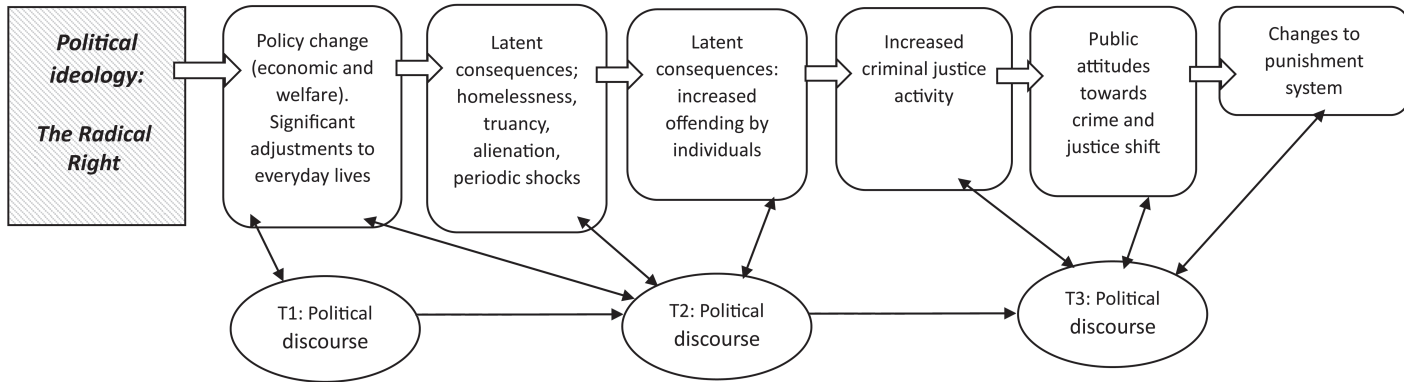 Political
ideology:
The Radical
Right
Policy change
(economic and
welfare).
Significant
adjustments to
everyday lives
Latent
consequences;
homelessness,
truancy,
alienation,
periodic shocks
Latent
consequences:
increased
offending by
individuals
Increased
criminal justice
activity
Public
attitudes
towards
crime and
justice shift
Changes to
punishment
system
T1: Political
discourse
T2: Political
discourse
T3: Political
discourse